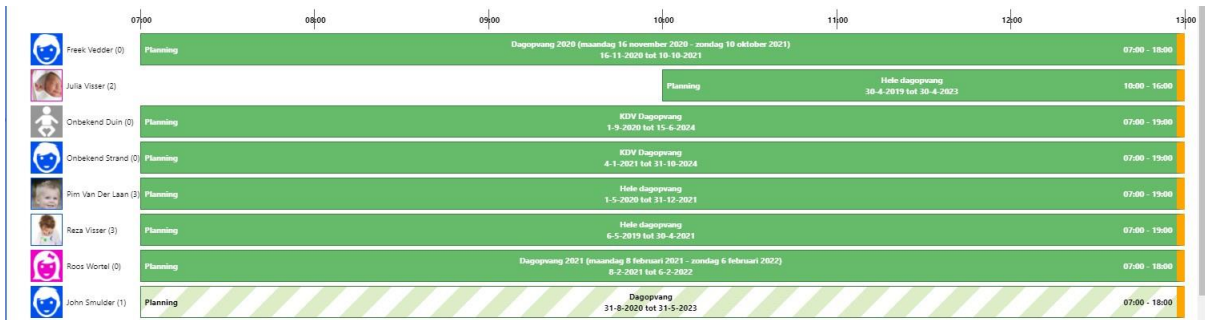 07:00 08:00 09:00 10:00 11:00 12:00 13:00
Freek Vedder (0) Planning Dagopvang 2020 (maandag 16 november 2020 - zondag 10 oktober 2021) 07:00 - 18:00
16-11-2020 tot 10-10-2021
Julia Visser (2) Planning Hele dagopvang 10:00 - 16:00
30-4-2019 tot 30-4-2023
Onbekend Duin (0) Planning KDV Dagopvang 07:00 - 19:00
1-9-2020 tot 15-6-2024
Onbekend Strand (0) Planning KDV Dagopvang 07:00 - 19:00
4-1-2021 tot 31-10-2024
Pim Van Der Laan (3) Planning Hele dagopvang 07:00 - 19:00
1-5-2020 tot 31-12-2021
Reza Visser (3) Planning Hele dagopvang 07:00 - 19:00
6-5-2019 tot 30-4-2021
Roos Wortel (0) Planning Dagopvang 2021 (maandag 8 februari 2021 - zondag 6 februari 2022) 07:00 - 18:00
8-2-2021 tot 6-2-2022
John Smulder (1) Planning Dagopvang 07:00 - 18:00
31-8-2020 tot 31-5-2023